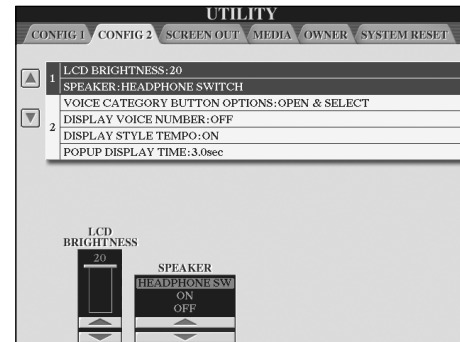 UTILITY
CONFIG 1 CONFIG 2 SCREEN OUT MEDIA OWNER SYSTEM RESET
1 LCD BRIGHTNESS:20
SPEAKER:HEADPHONE SWITCH
2 VOICE CATEGORY BUTTON OPTIONS:OPEN & SELECT
DISPLAY VOICE NUMBER:OFF
DISPLAY STYLE TEMPO:ON
POPUP DISPLAY TIME:3.0sec
LCD
BRIGHTNESS
20
SPEAKER
HEADPHONE SW
ON
OFF